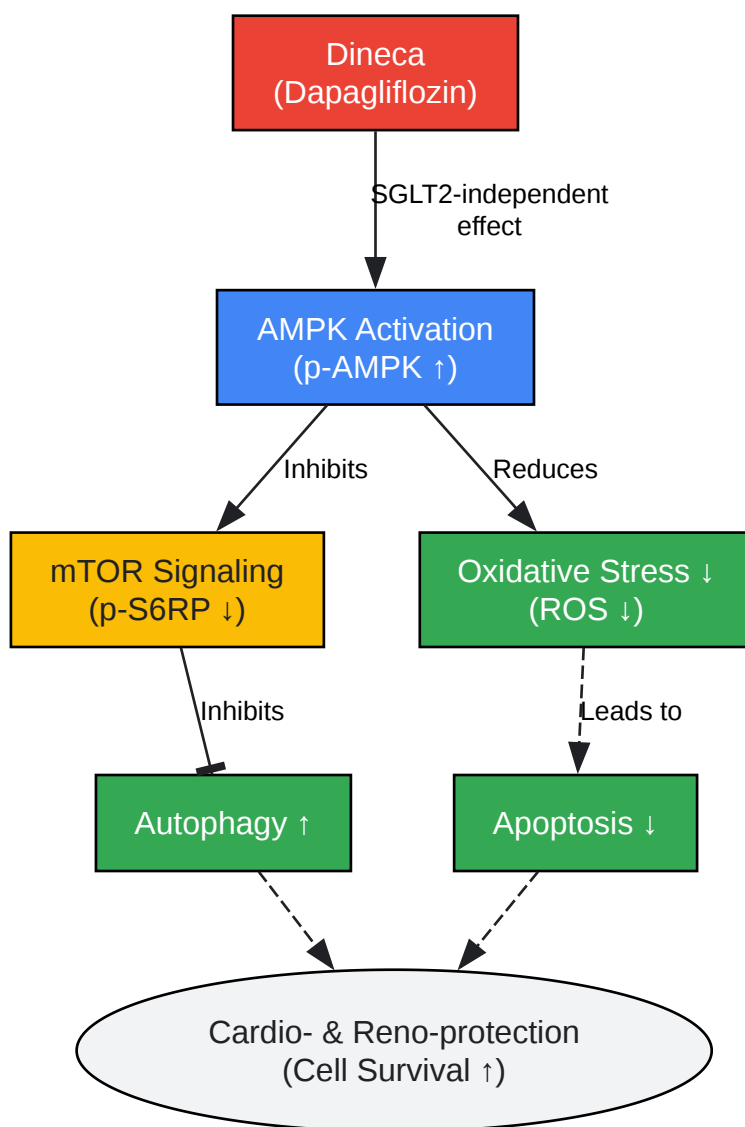 Dineca
(Dapagliflozin)
SGLT2-independent
effect
AMPK Activation
(p-AMPK ↑)
Inhibits
Reduces
mTOR Signaling
(p-S6RP ↓)
Oxidative Stress ↓
(ROS ↓)
Inhibits
Leads to
Autophagy ↑
Apoptosis ↓
Cardio- & Reno-protection
(Cell Survival ↑)